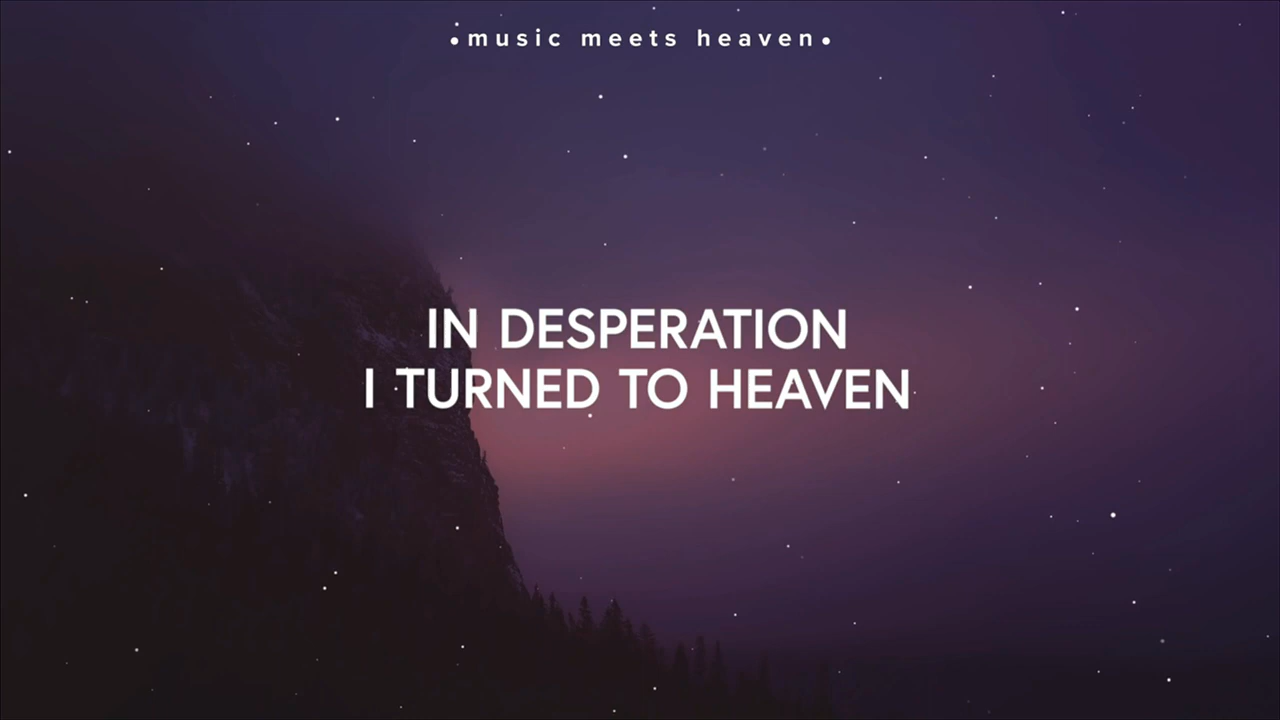 •music meets heaven•
IN DESPERATION
I TURNED TO HEAVEN